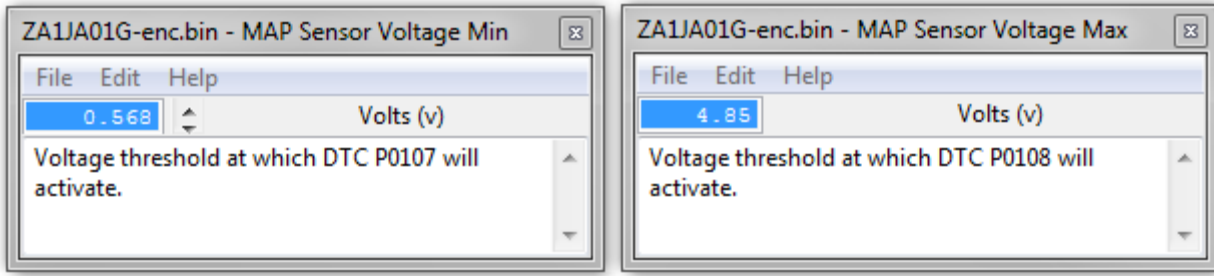 ZA1JA01G-enc.bin - MAP Sensor Voltage Min
File Edit Help
0.568 Volts (v)
Voltage threshold at which DTC P0107 will
activate.
ZA1JA01G-enc.bin - MAP Sensor Voltage Max
File Edit Help
4.85 Volts (v)
Voltage threshold at which DTC P0108 will
activate.